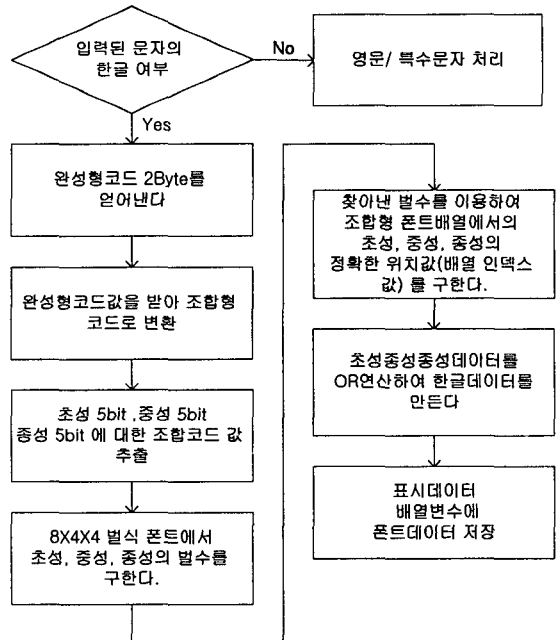 입력된 문자의
한글 여부
No
영문/ 특수문자 처리
Yes
완성형코드 2Byte를
얻어낸다
완성형코드값을 받아 조합형
코드로 변환
초성 5bit ,중성 5bit
종성 5bit 에 대한 조합코드 값
추출
8X4X4 벌식 폰트에서
초성, 중성, 종성의 벌수를
구한다.
찾아낸 벌수를 이용하여
조합형 폰트배열에서의
초성, 중성, 종성의
정확한 위치값(배열 인덱스
값) 를 구한다.
초성중성종성데이터를
OR연산하여 한글데이터를
만든다
표시데이터
배열변수에
폰트데이터 저장